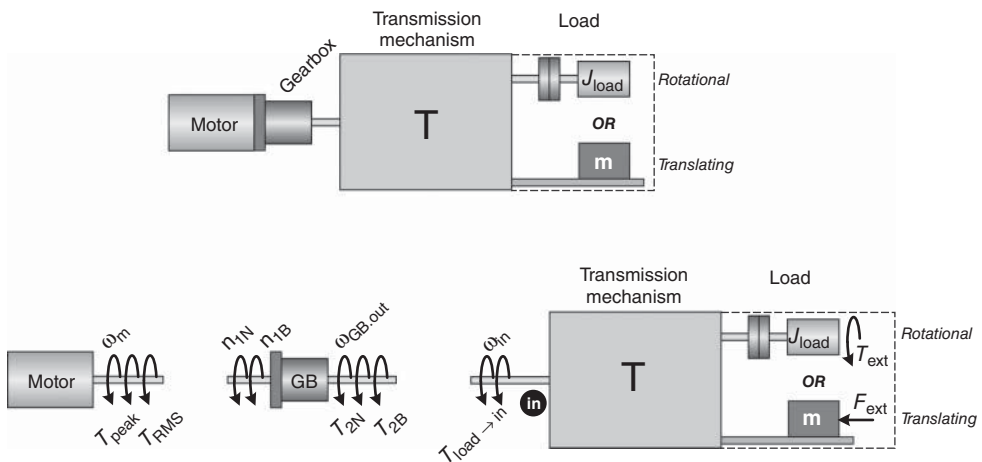 Transmission
mechanism
Load
Gearbox
Motor
T
J_load
Rotational
OR
m
Translating
Transmission
mechanism
Load
ω_m
n_1N
n_1B
ω_GB.out
ω_in
Motor
GB
in
T
J_load
T_ext
Rotational
OR
m
F_ext
Translating
T_peak
T_RMS
T_2N
T_2B
T_load → in